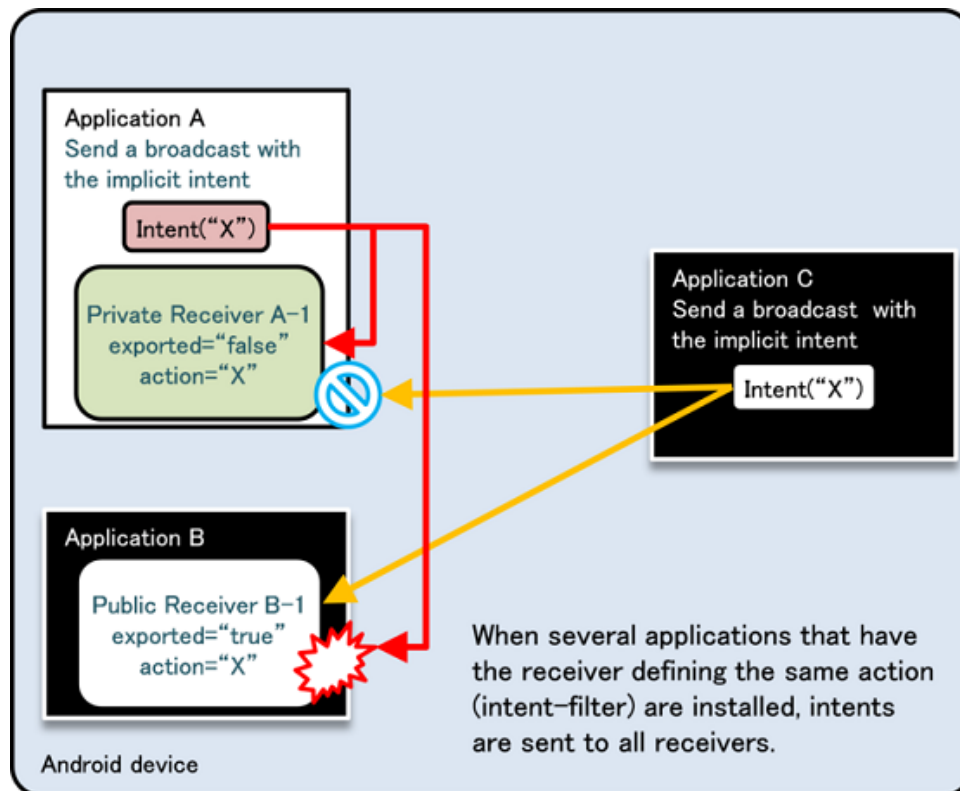 Application A
Send a broadcast with
the implicit intent
Intent(“X”)
Private Receiver A-1
exported=“false”
action=“X”
Application C
Send a broadcast with
the implicit intent
Intent(“X”)
Application B
Public Receiver B-1
exported=“true”
action=“X”
When several applications that have
the receiver defining the same action
(intent-filter) are installed, intents
are sent to all receivers.
Android device